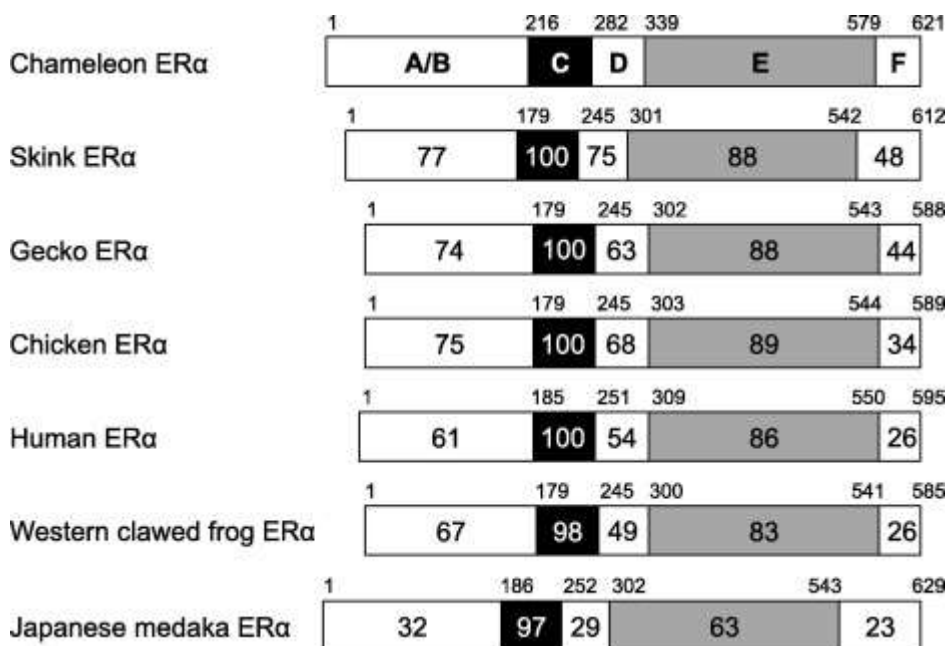 1 216 282 339 579 621
Chameleon ERα A/B C D E F
1 179 245 301 542 612
Skink ERα 77 100 75 88 48
1 179 245 302 543 588
Gecko ERα 74 100 63 88 44
1 179 245 303 544 589
Chicken ERα 75 100 68 89 34
1 185 251 309 550 595
Human ERα 61 100 54 86 26
1 179 245 300 541 585
Western clawed frog ERα 67 98 49 83 26
1 186 252 302 543 629
Japanese medaka ERα 32 97 29 63 23